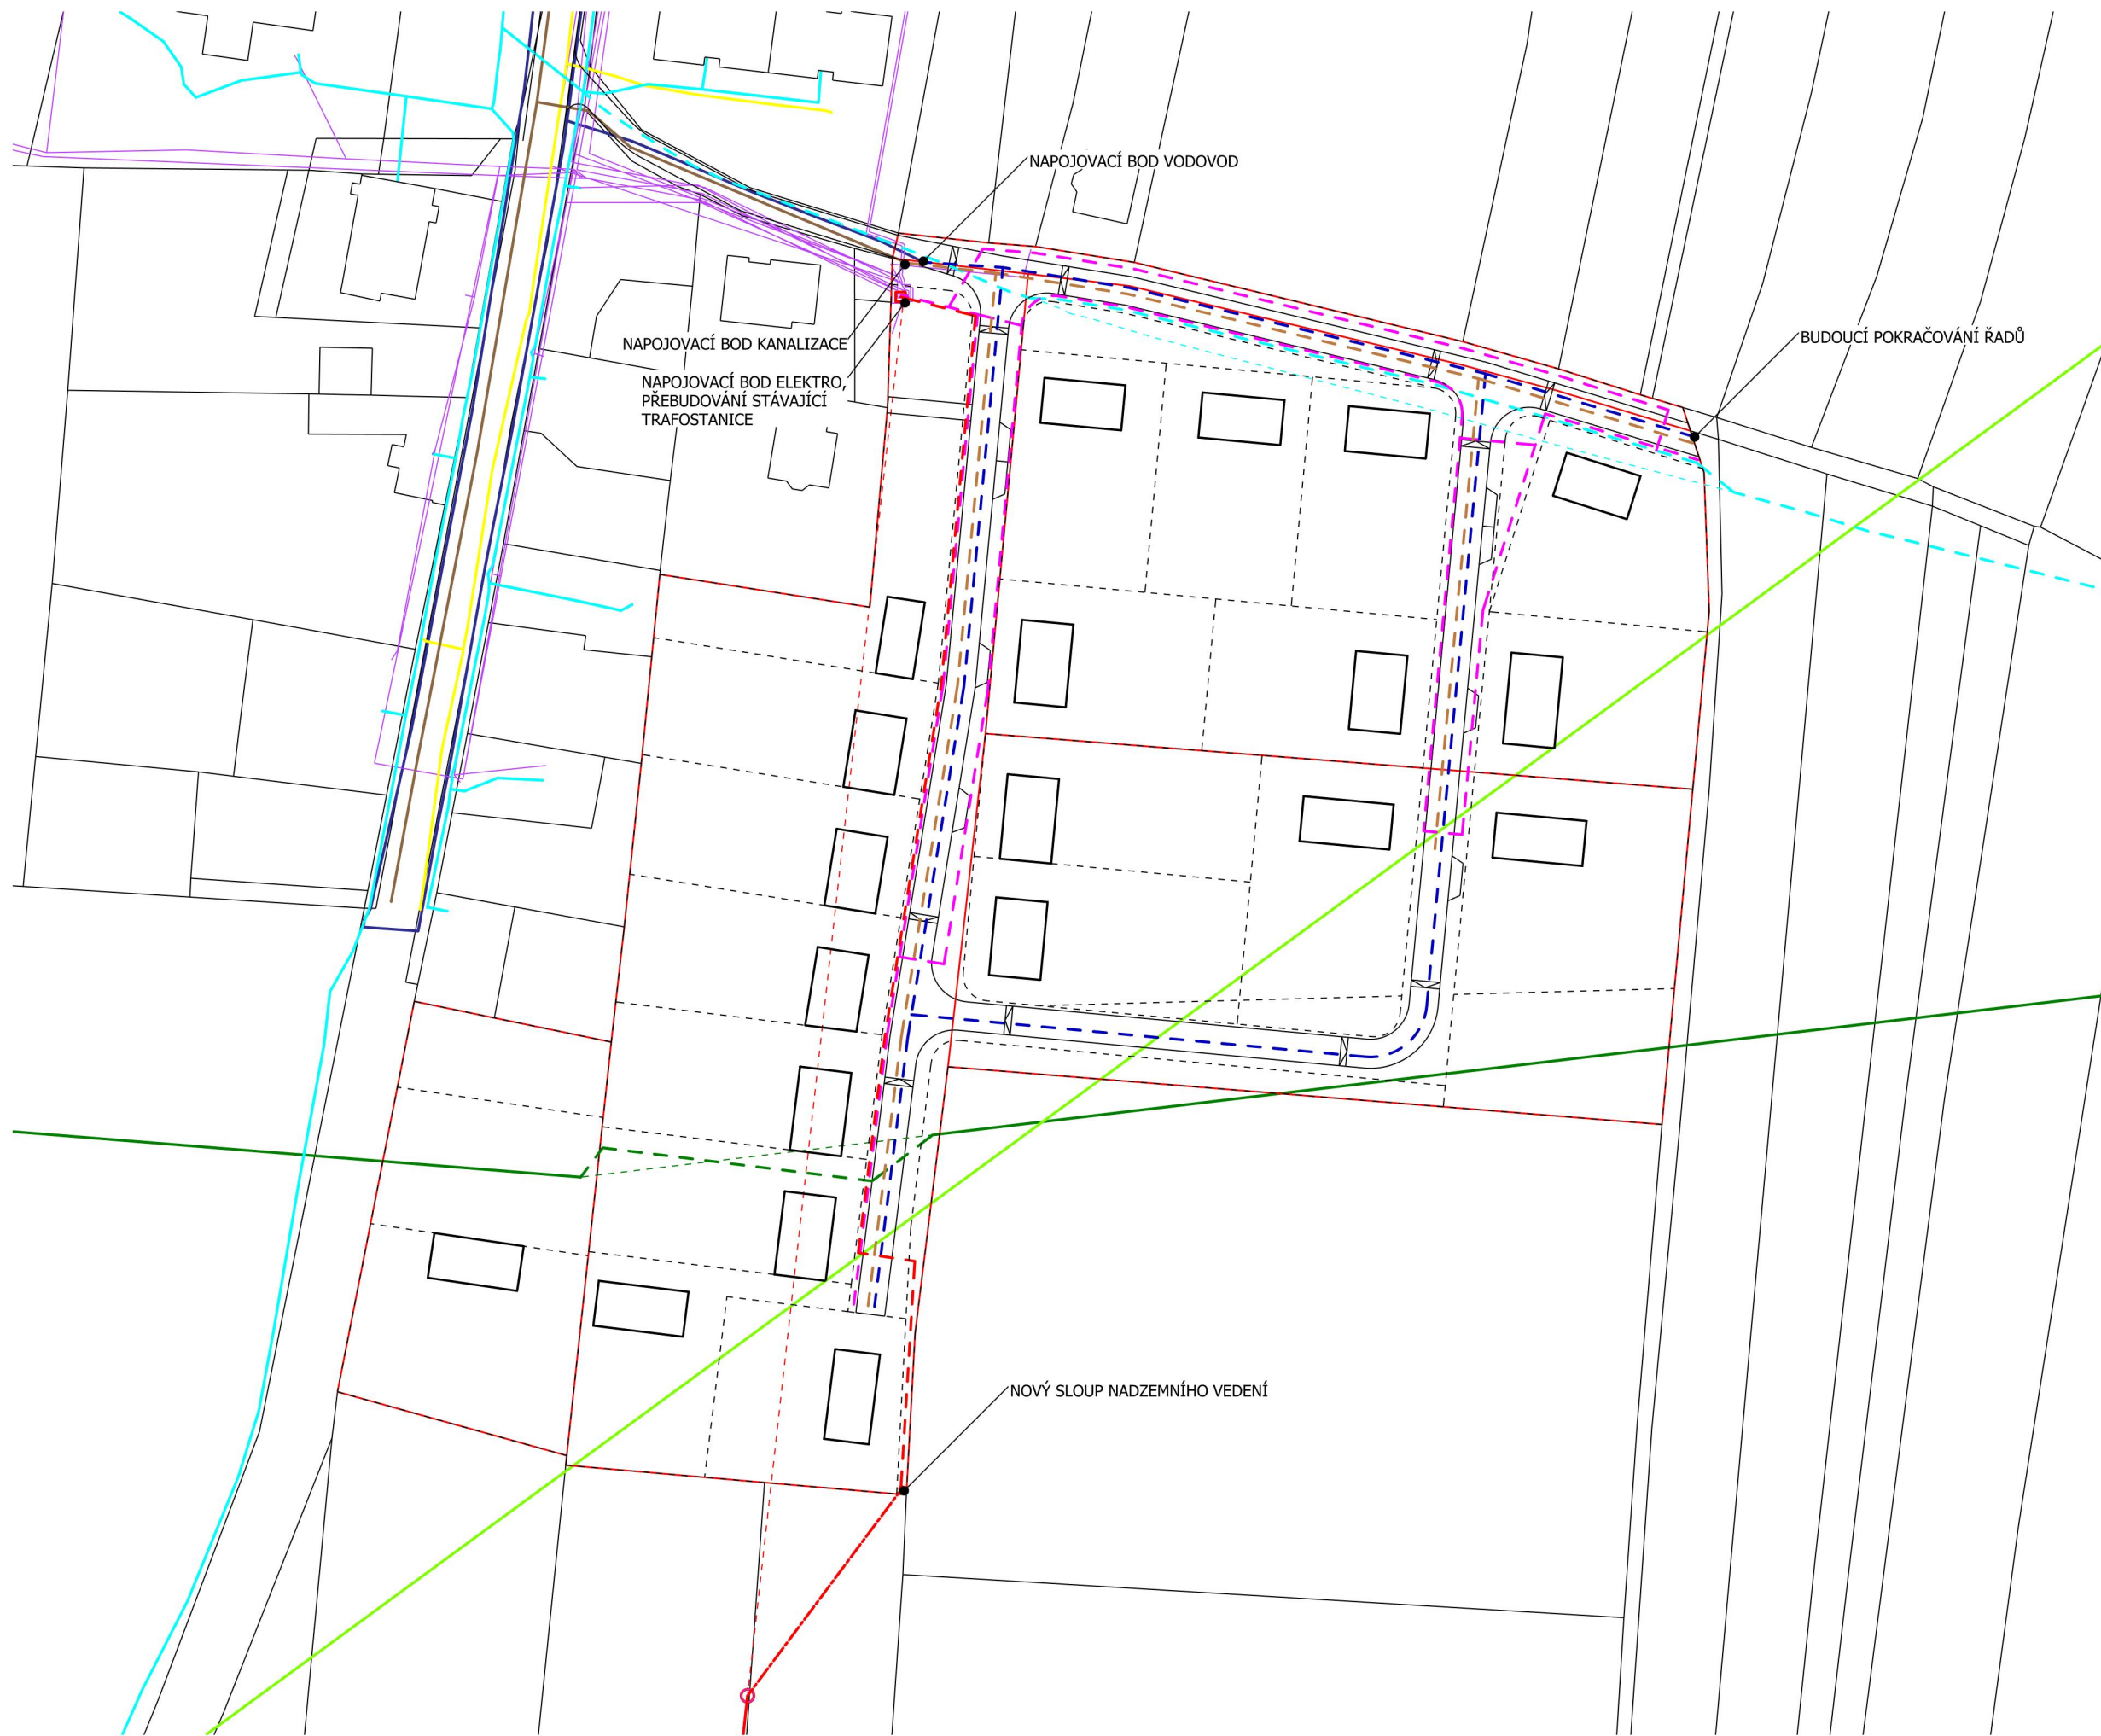 NAPOJOVACÍ BOD VODOVOD
BUDOUCÍ POKRAČOVÁNÍ ŘADŮ
NAPOJOVACÍ BOD KANALIZACE
NAPOJOVACÍ BOD ELEKTRO,
PŘEBUDOVÁNÍ STÁVAJÍCÍ
TRAFOSTANICE
NOVÝ SLOUP NADZEMNÍHO VEDENÍ